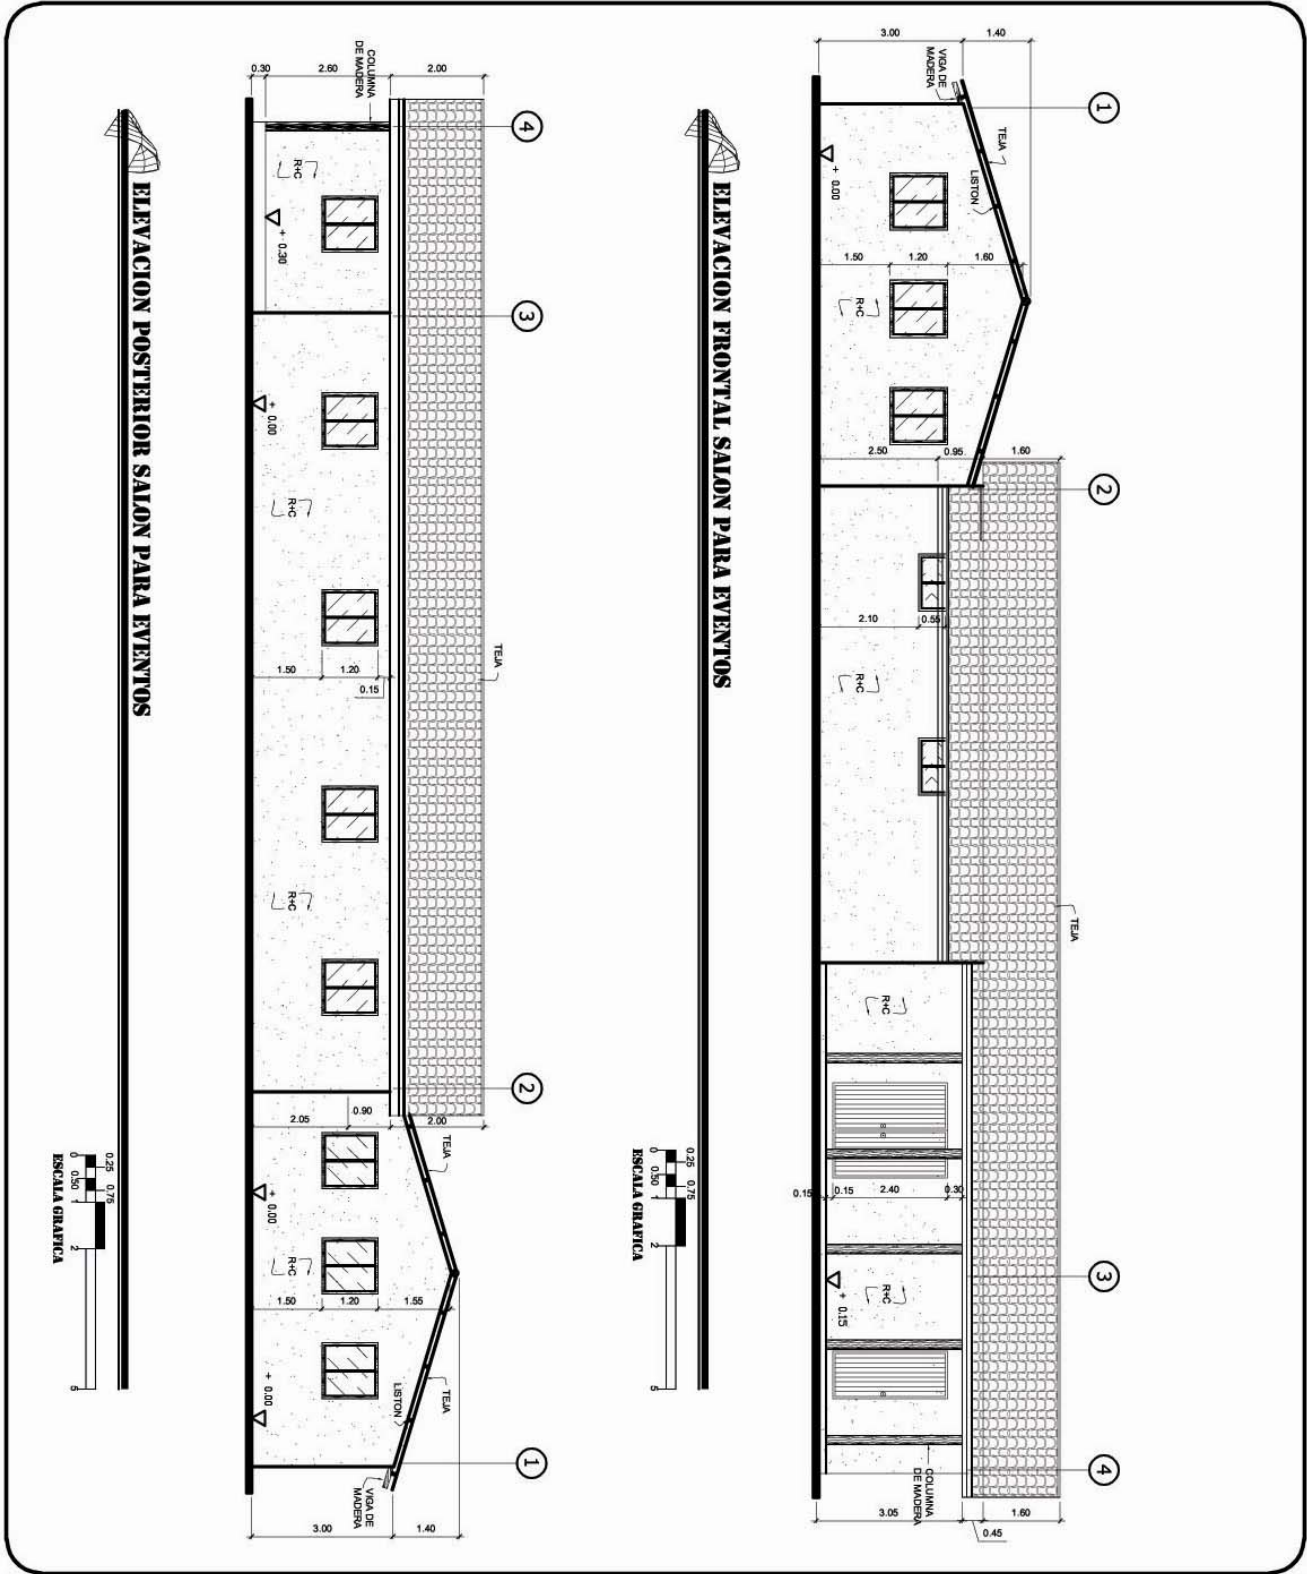 1
2
3
4
3.00
1.40
VIGA DE
MADERA
TEJA
LISTON
+ 0.00
1.50
1.20
1.60
R+C
2.50
0.95
1.60
2.10
0.55
R+C
TEJA
R+C
0.15
0.15
2.40
0.30
R+C
+ 0.15
COLUMNA
DE MADERA
3.05
0.45
1.60
ELEVACION FRONTAL SALON PARA EVENTOS
0.25
0.75
0
0.50
1
2
5
ESCALA GRAFICA
4
3
2
1
0.30
2.60
2.00
COLUMNA
DE MADERA
R+C
+ 0.30
+ 0.00
R+C
TEJA
1.50
1.20
0.15
R+C
2.05
0.90
2.00
TEJA
+ 0.00
R+C
1.50
1.20
1.55
TEJA
LISTON
+ 0.00
VIGA DE
MADERA
3.00
1.40
ELEVACION POSTERIOR SALON PARA EVENTOS
0.25
0.75
0
0.50
1
2
5
ESCALA GRAFICA